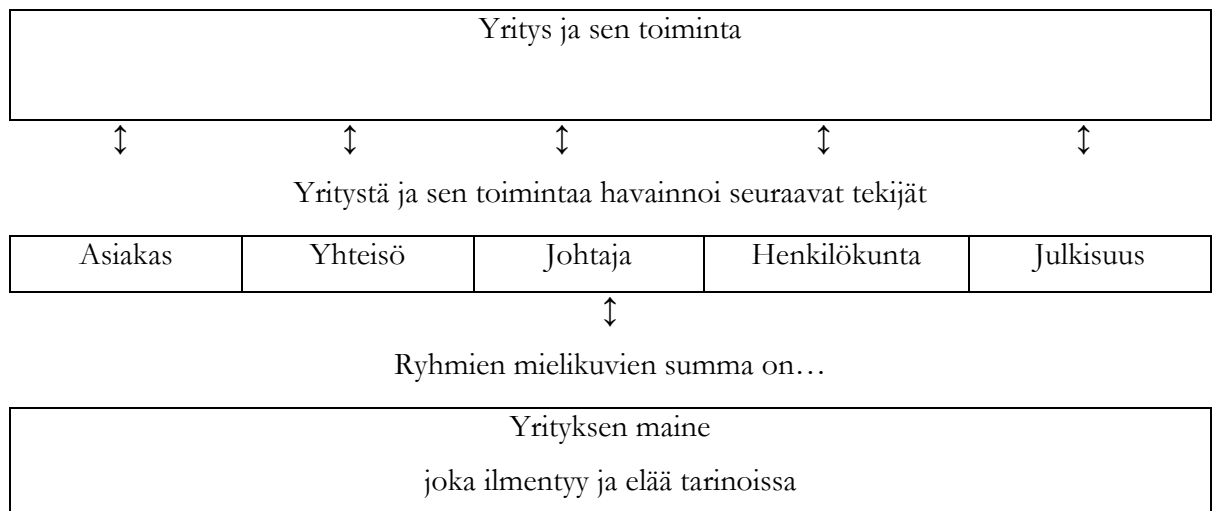 Yritys ja sen toiminta
↕ ↕ ↕ ↕ ↕
Yritystä ja sen toimintaa havainnoi seuraavat tekijät
Asiakas Yhteisö Johtaja Henkilökunta Julkisuus
↕
Ryhmien mielikuvien summa on…
Yrityksen maine
joka ilmentyy ja elää tarinoissa